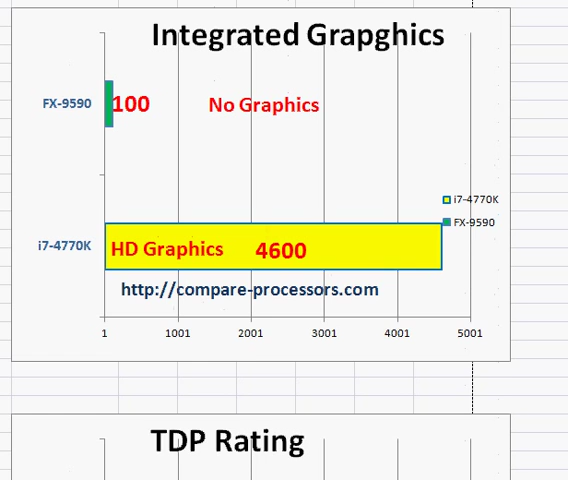 Integrated Grapghics
FX-9590 100 No Graphics
i7-4770K
FX-9590
i7-4770K HD Graphics 4600
http://compare-processors.com
1 1001 2001 3001 4001 5001
TDP Rating